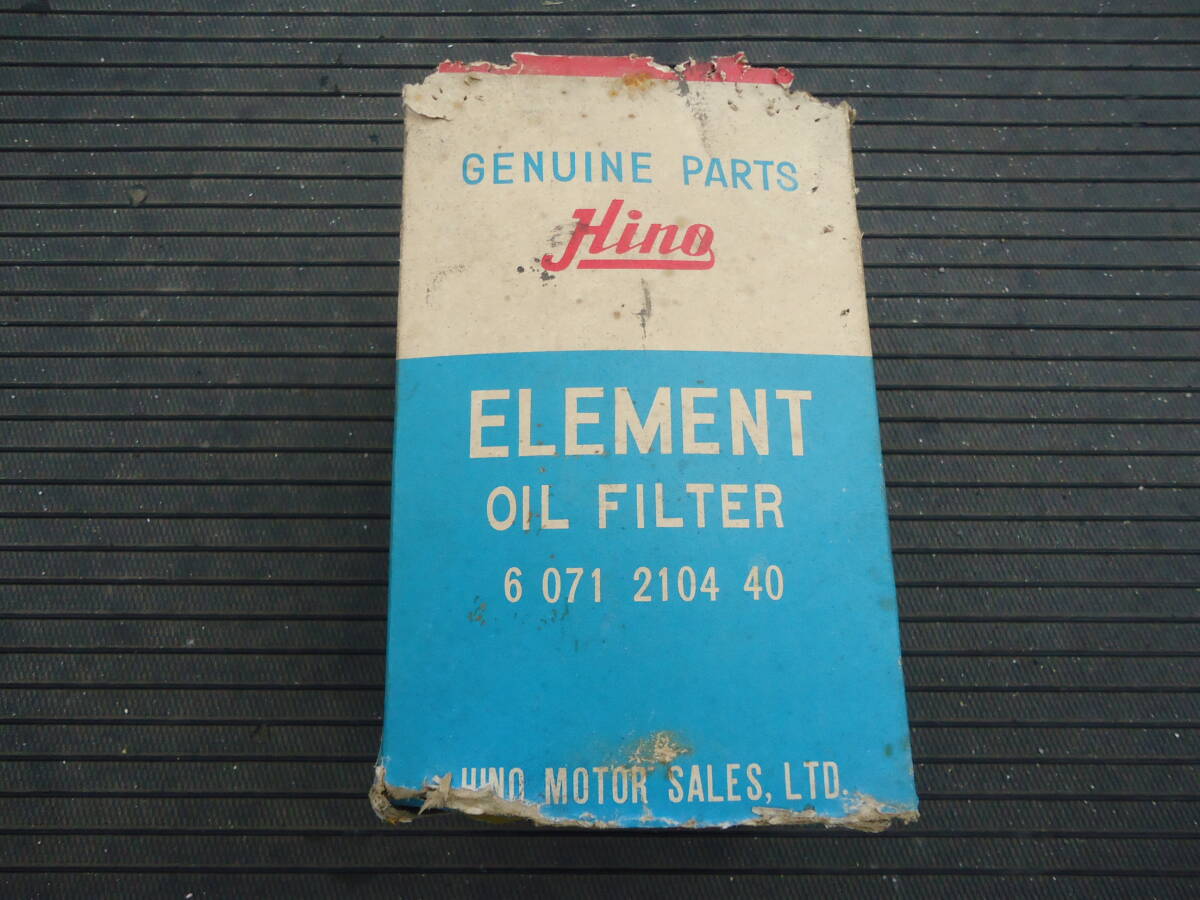 GENUINE PARTS
Hino
ELEMENT
OIL FILTER
6 071 2104 40
HINO MOTOR SALES, LTD.